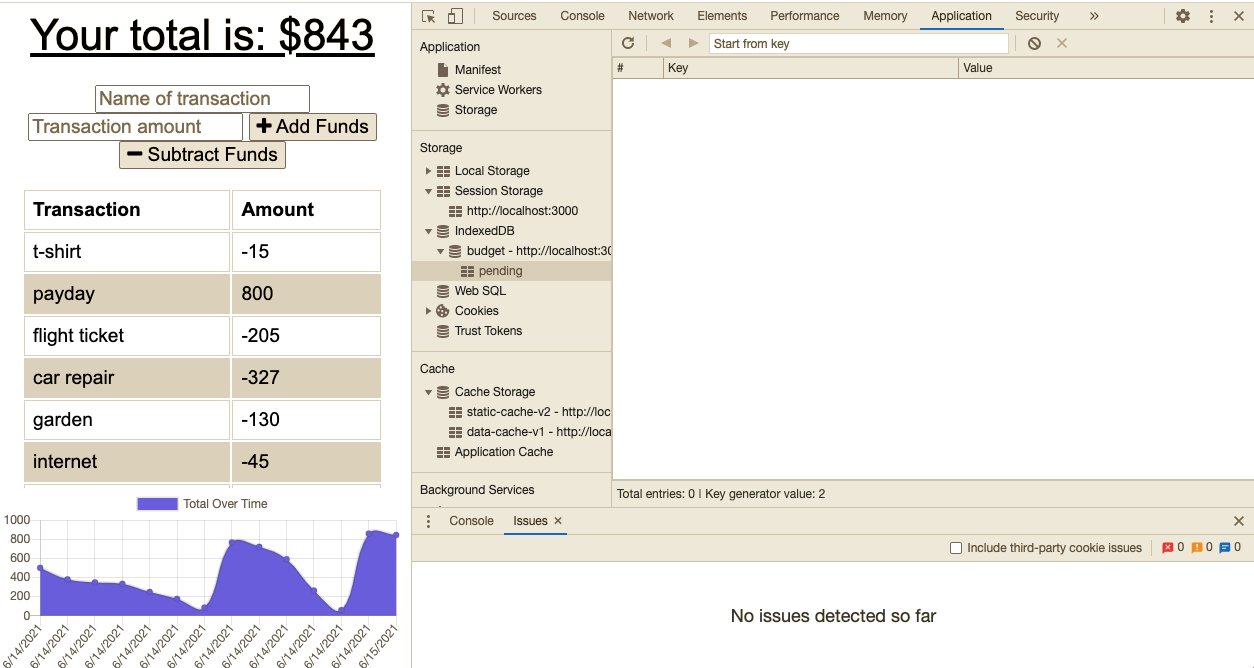 Your total is: $843
Name of transaction
Transaction amount
Add Funds
Subtract Funds
Transaction Amount
t-shirt -15
payday 800
flight ticket -205
car repair -327
garden -130
internet -45
Total Over Time
1000
800
600
400
200
0
6/14/2021 6/14/2021 6/14/2021 6/14/2021 6/14/2021 6/14/2021 6/14/2021 6/14/2021 6/14/2021 6/14/2021 6/14/2021 6/14/2021 6/14/2021 6/15/2021
Sources Console Network Elements Performance Memory Application Security »
Application
Manifest
Service Workers
Storage
Storage
Local Storage
Session Storage
http://localhost:3000
IndexedDB
budget - http://localhost:30
pending
Web SQL
Cookies
Trust Tokens
Cache
Cache Storage
static-cache-v2 - http://loc
data-cache-v1 - http://loca
Application Cache
Background Services
Start from key
# Key Value
Total entries: 0 | Key generator value: 2
Console Issues
Include third-party cookie issues 0 0 0
No issues detected so far